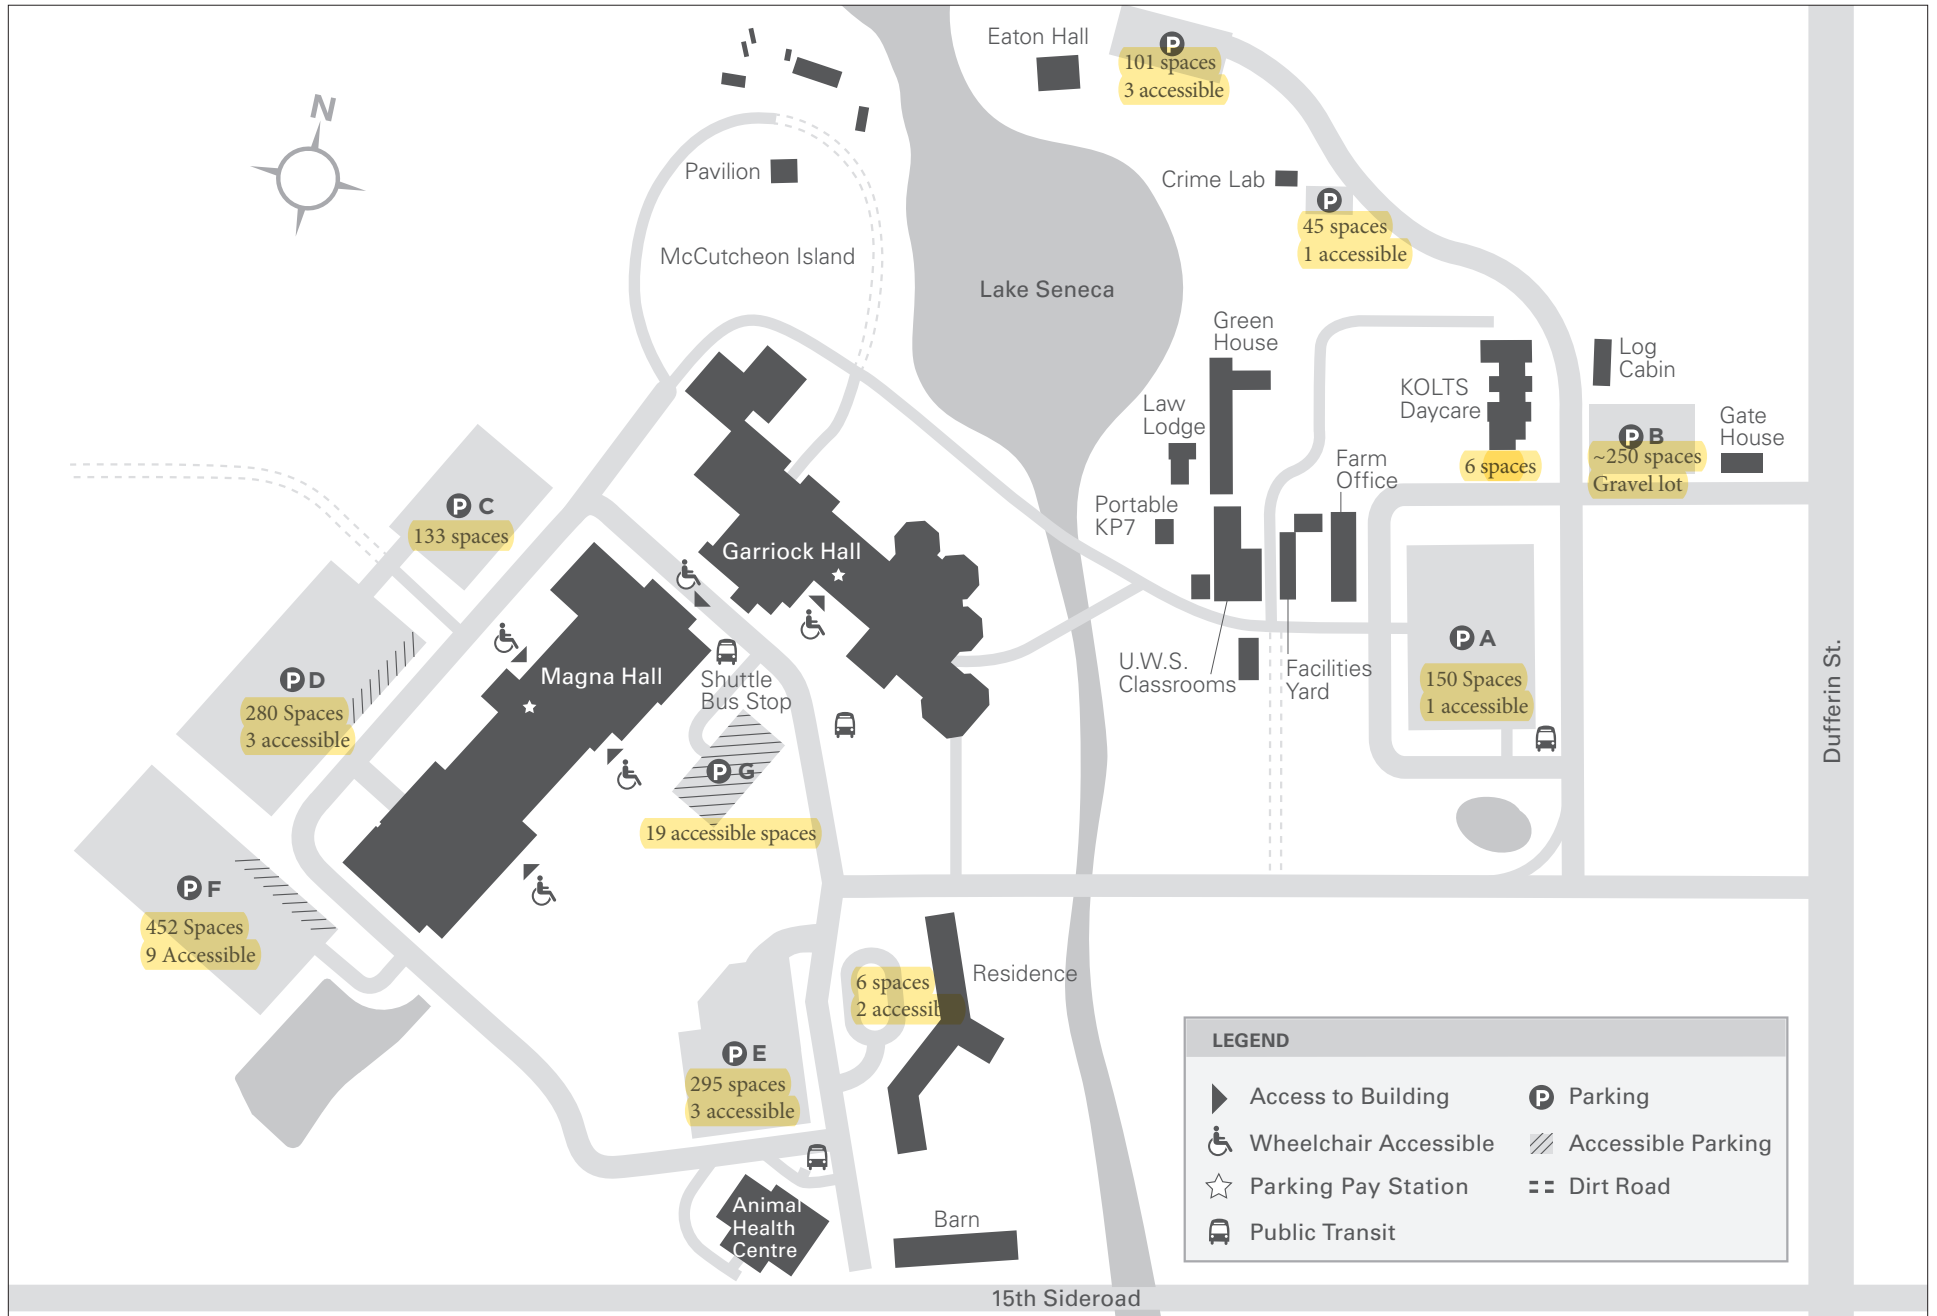 Eaton Hall
P
101 spaces
3 accessible
N
Pavilion
Crime Lab
P
45 spaces
1 accessible
McCutcheon Island
Lake Seneca
Green
House
Log
Cabin
KOLTS
Daycare
Law
Lodge
P B
~250 spaces
Gravel lot
Gate
House
6 spaces
Farm
Office
P C
133 spaces
Portable
KP7
Garriock Hall
P A
150 Spaces
1 accessible
U.W.S.
Classrooms
Facilities
Yard
Dufferin St.
P D
280 Spaces
3 accessible
Magna Hall
Shuttle
Bus Stop
P G
19 accessible spaces
P F
452 Spaces
9 Accessible
6 spaces
2 accessib
Residence
P E
295 spaces
3 accessible
LEGEND
Access to Building
P Parking
Wheelchair Accessible
Accessible Parking
Parking Pay Station
Dirt Road
Public Transit
Animal
Health
Centre
Barn
15th Sideroad